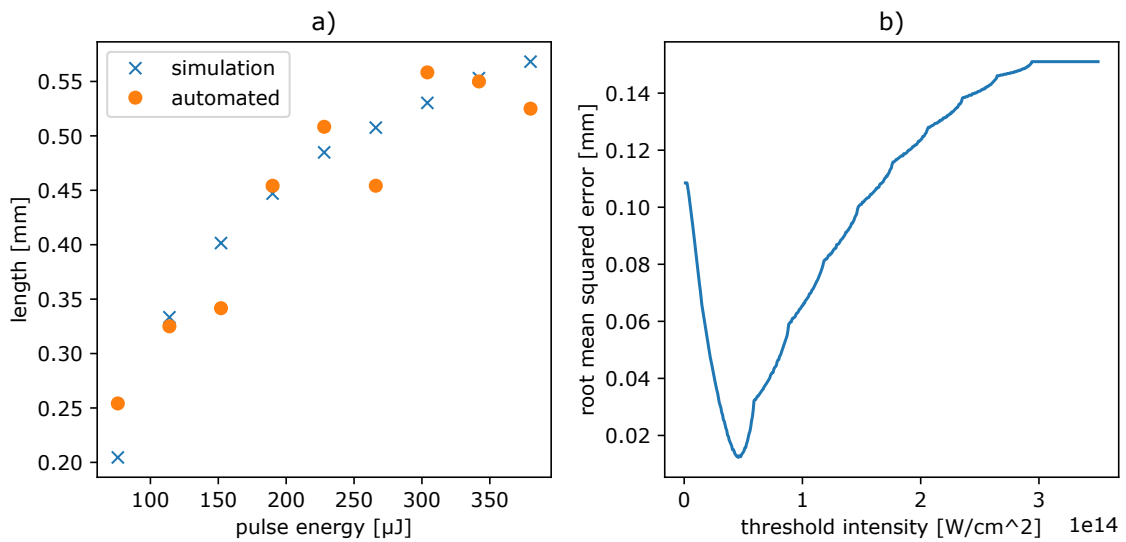 a)
simulation
automated
0.55
0.50
0.45
0.40
0.35
0.30
0.25
0.20
length [mm]
100 150 200 250 300 350
pulse energy [µJ]
b)
0.14
0.12
0.10
0.08
0.06
0.04
0.02
root mean squared error [mm]
0 1 2 3
threshold intensity [W/cm^2] 1e14